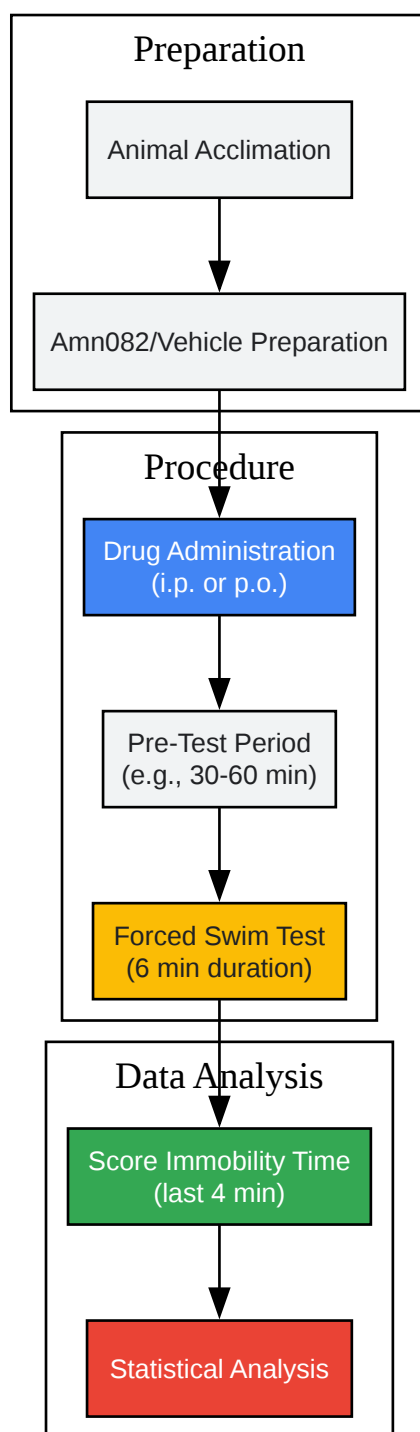 Preparation
Animal Acclimation
Amn082/Vehicle Preparation
Procedure
Drug Administration
(i.p. or p.o.)
Pre-Test Period
(e.g., 30-60 min)
Forced Swim Test
(6 min duration)
Data Analysis
Score Immobility Time
(last 4 min)
Statistical Analysis